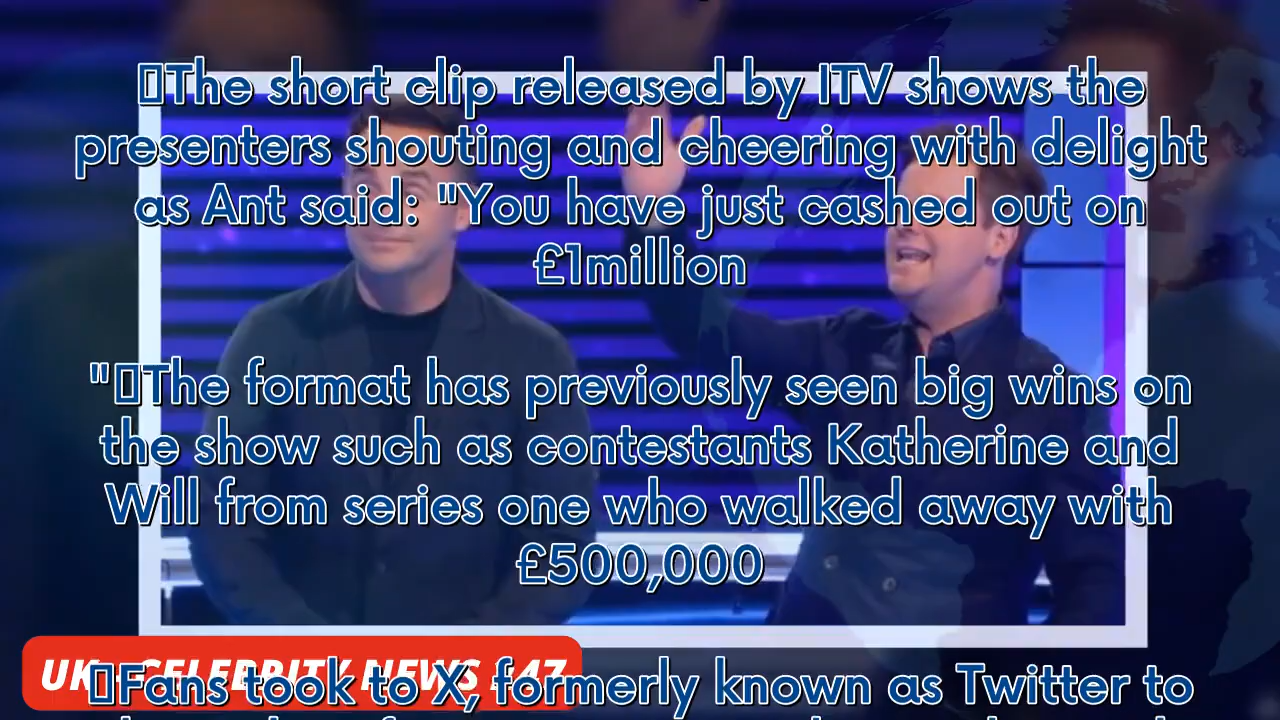 The short clip released by ITV shows the
presenters shouting and cheering with delight
as Ant said: "You have just cashed out on
£1million
"The format has previously seen big wins on
the show such as contestants Katherine and
Will from series one who walked away with
£500,000
UK CELEBRITY NEWS 247
Fans took to X, formerly known as Twitter to